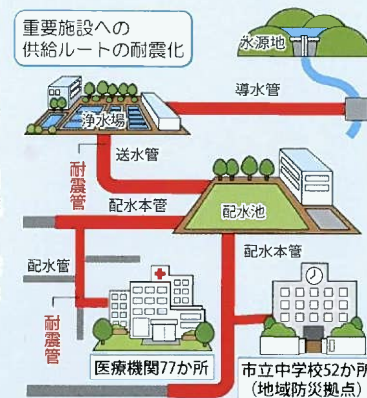 重要施設への
供給ルートの耐震化
水源地
導水管
浄水場
送水管
耐震管
配水本管
配水池
配水管
配水本管
耐震管
医療機関77か所
市立中学校52か所
(地域防災拠点)